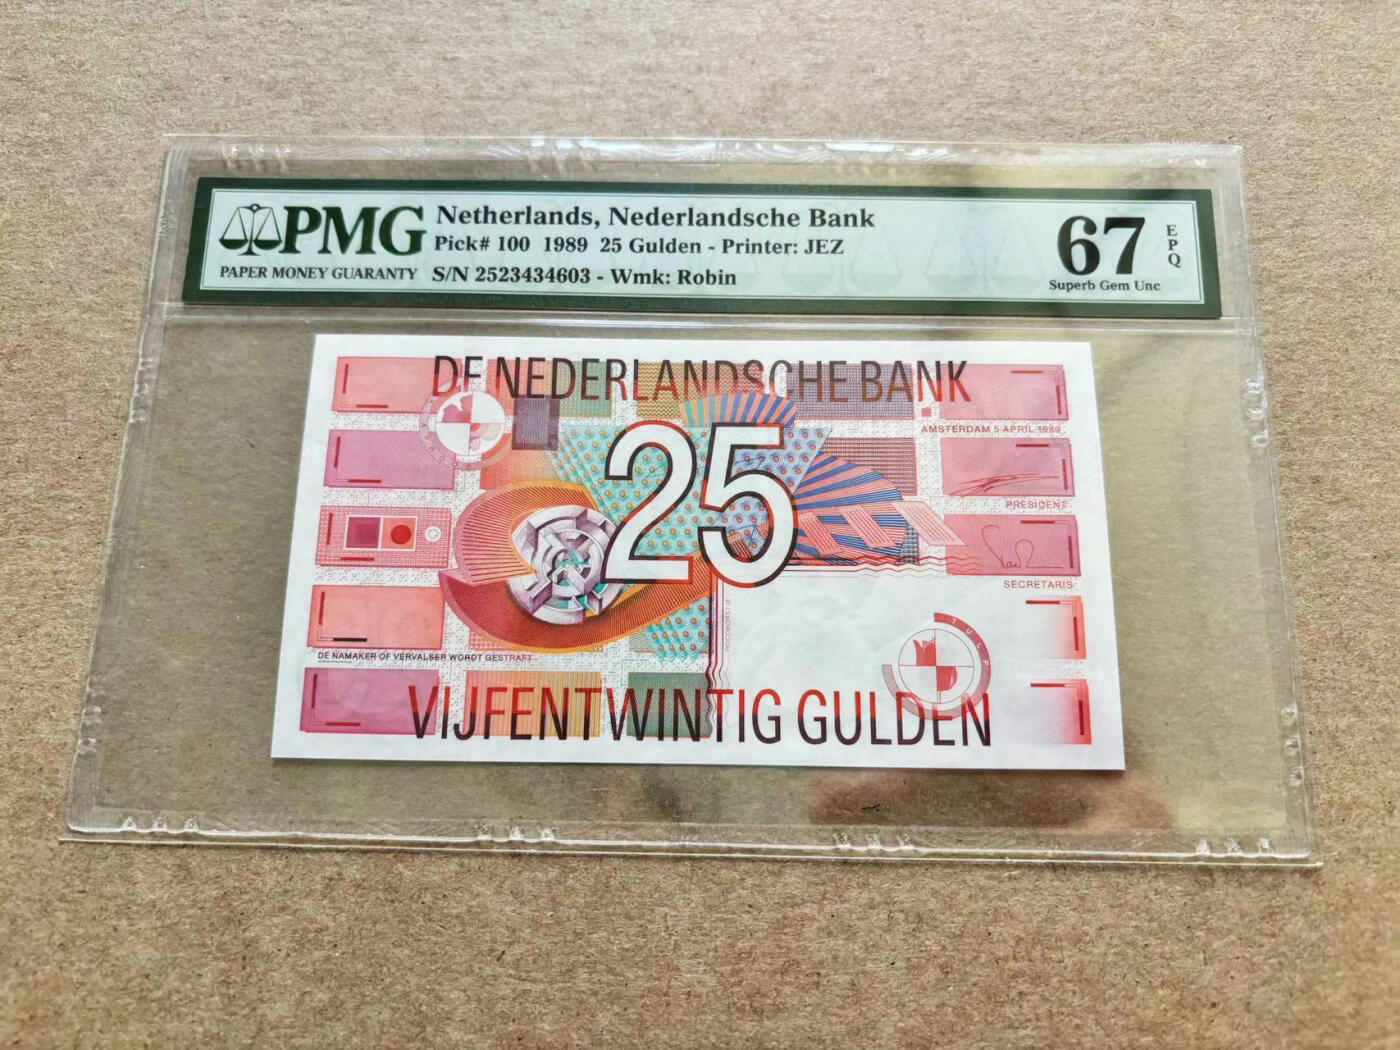 PMG
PAPER MONEY GUARANTY
Netherlands, Nederlandsche Bank
Pick# 100 1989 25 Gulden - Printer: JEZ
S/N 2523434603 - Wmk: Robin
67
EPQ
Superb Gem Unc
DE NEDERLANDSCHE BANK
AMSTERDAM 5 APRIL 1989
25
PRESIDENT
SECRETARIS
ROODBORSTJE
TULP
DE NAMAKER OF VERVALSER WORDT GESTRAFT
VIJFENTWINTIG GULDEN